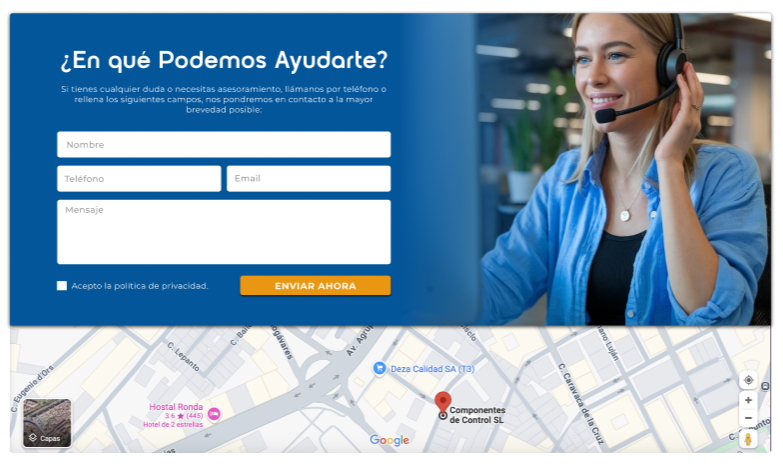 ¿En qué Podemos Ayudarte?
Si tienes cualquier duda o necesitas asesoramiento, llámanos por teléfono o
rellena los siguientes campos, nos pondremos en contacto a la mayor
brevedad posible:
Nombre
Teléfono
Email
Mensaje
Acepto la política de privacidad.
ENVIAR AHORA
C. Lepanto
Av.
C. Eugenio d'Ors
Deza Calidad SA (T3)
C. Caravaca de la Cruz
Luján
Hostal Ronda
3.6 ★ (445)
Hotel de 2 estrellas
Componentes
de Control SL
Capas
Google